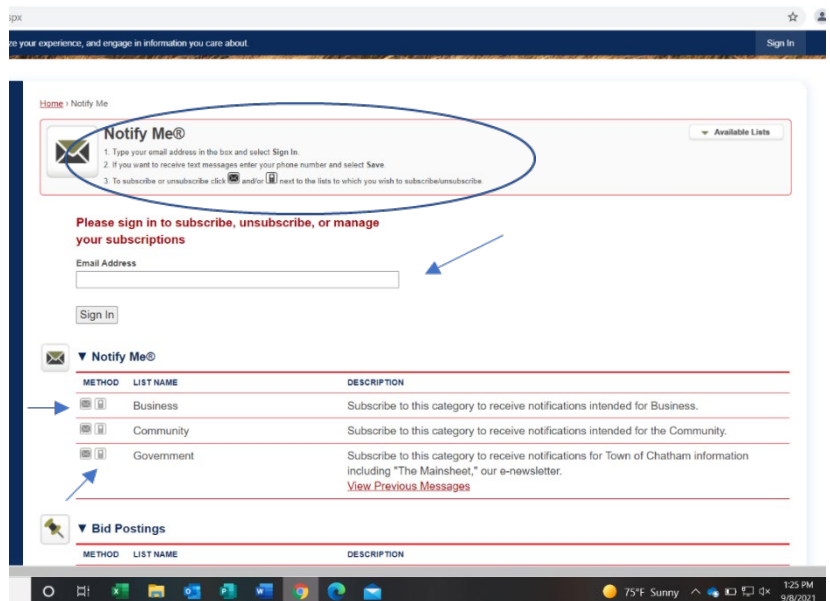 spx
ze your experience, and engage in information you care about.
Sign In
Home › Notify Me
Notify Me®
Available Lists
1. Type your email address in the box and select Sign In.
2. If you want to receive text messages enter your phone number and select Save.
3. To subscribe or unsubscribe click and/or next to the lists to which you wish to subscribe/unsubscribe.
Please sign in to subscribe, unsubscribe, or manage
your subscriptions
Email Address
Sign In
▼ Notify Me®
METHOD LIST NAME DESCRIPTION
Business Subscribe to this category to receive notifications intended for Business.
Community Subscribe to this category to receive notifications intended for the Community.
Government Subscribe to this category to receive notifications for Town of Chatham information
including "The Mainsheet," our e-newsletter.
View Previous Messages
▼ Bid Postings
METHOD LIST NAME DESCRIPTION
75°F Sunny
1:25 PM
9/8/2021